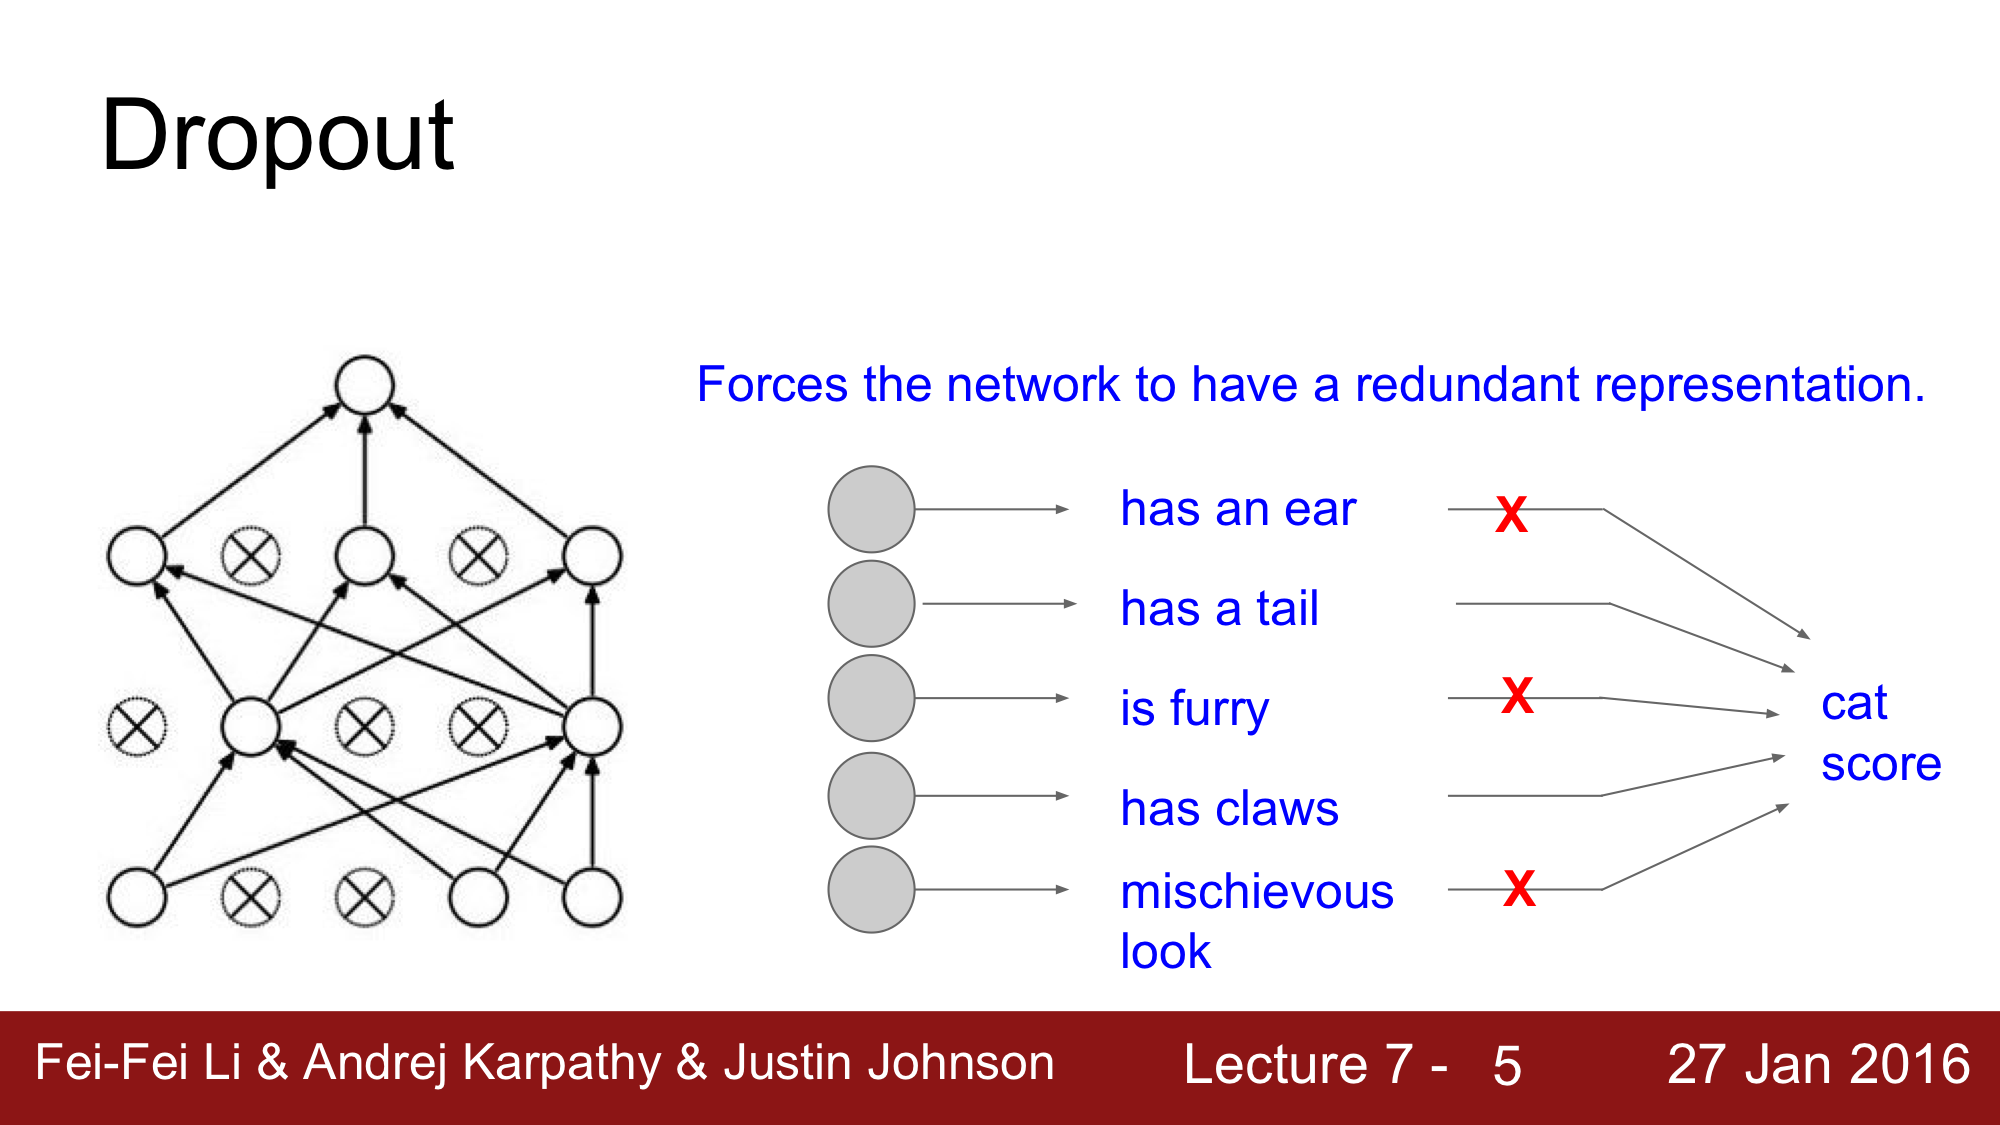 Dropout
Forces the network to have a redundant representation.
has an ear
X
has a tail
is furry
X
cat
score
has claws
mischievous
look
X
Fei-Fei Li & Andrej Karpathy & Justin Johnson
Lecture 7 - 5
27 Jan 2016